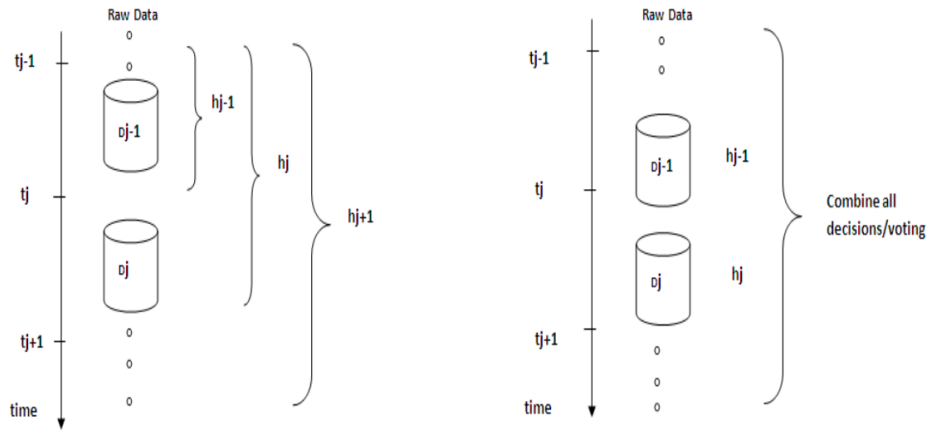 Raw Data
tj-1
hj-1
Dj-1
hj
tj
hj+1
Dj
tj+1
time
Raw Data
tj-1
Dj-1
hj-1
tj
Combine all
decisions/voting
Dj
hj
tj+1
time